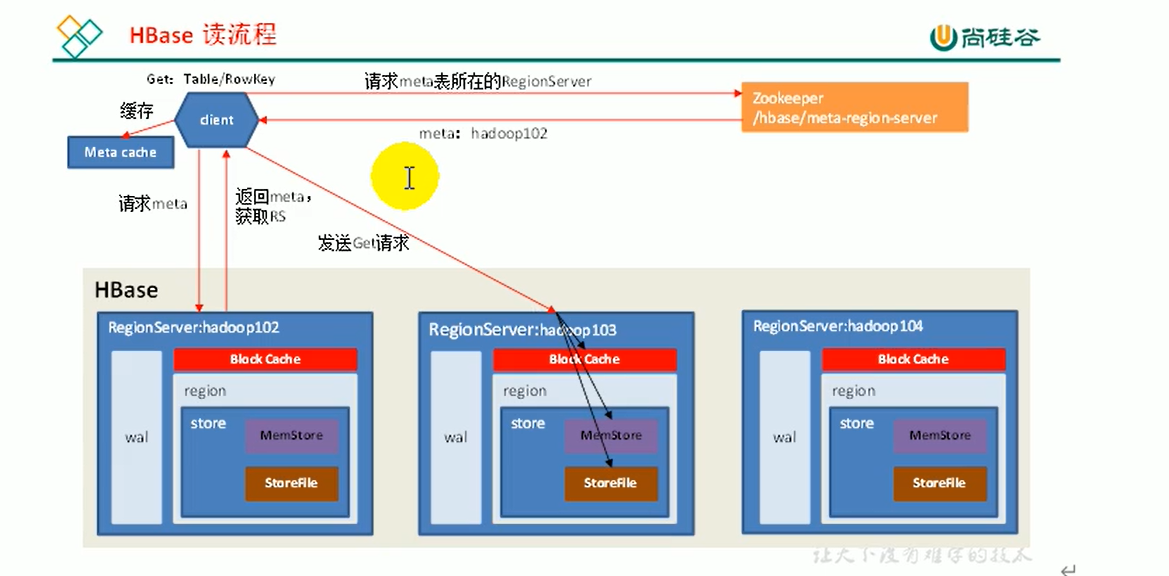 HBase 读流程
尚硅谷
Get: Table/RowKey
请求meta表所在的RegionServer
缓存
client
Zookeeper
/hbase/meta-region-server
meta: hadoop102
Meta cache
请求meta
返回meta,
获取RS
发送Get请求
HBase
RegionServer:hadoop102
Block Cache
region
wal
store
MemStore
StoreFile
RegionServer:hadoop103
Block Cache
region
wal
store
MemStore
StoreFile
RegionServer:hadoop104
Block Cache
region
wal
store
MemStore
StoreFile
让天下没有难学的技术